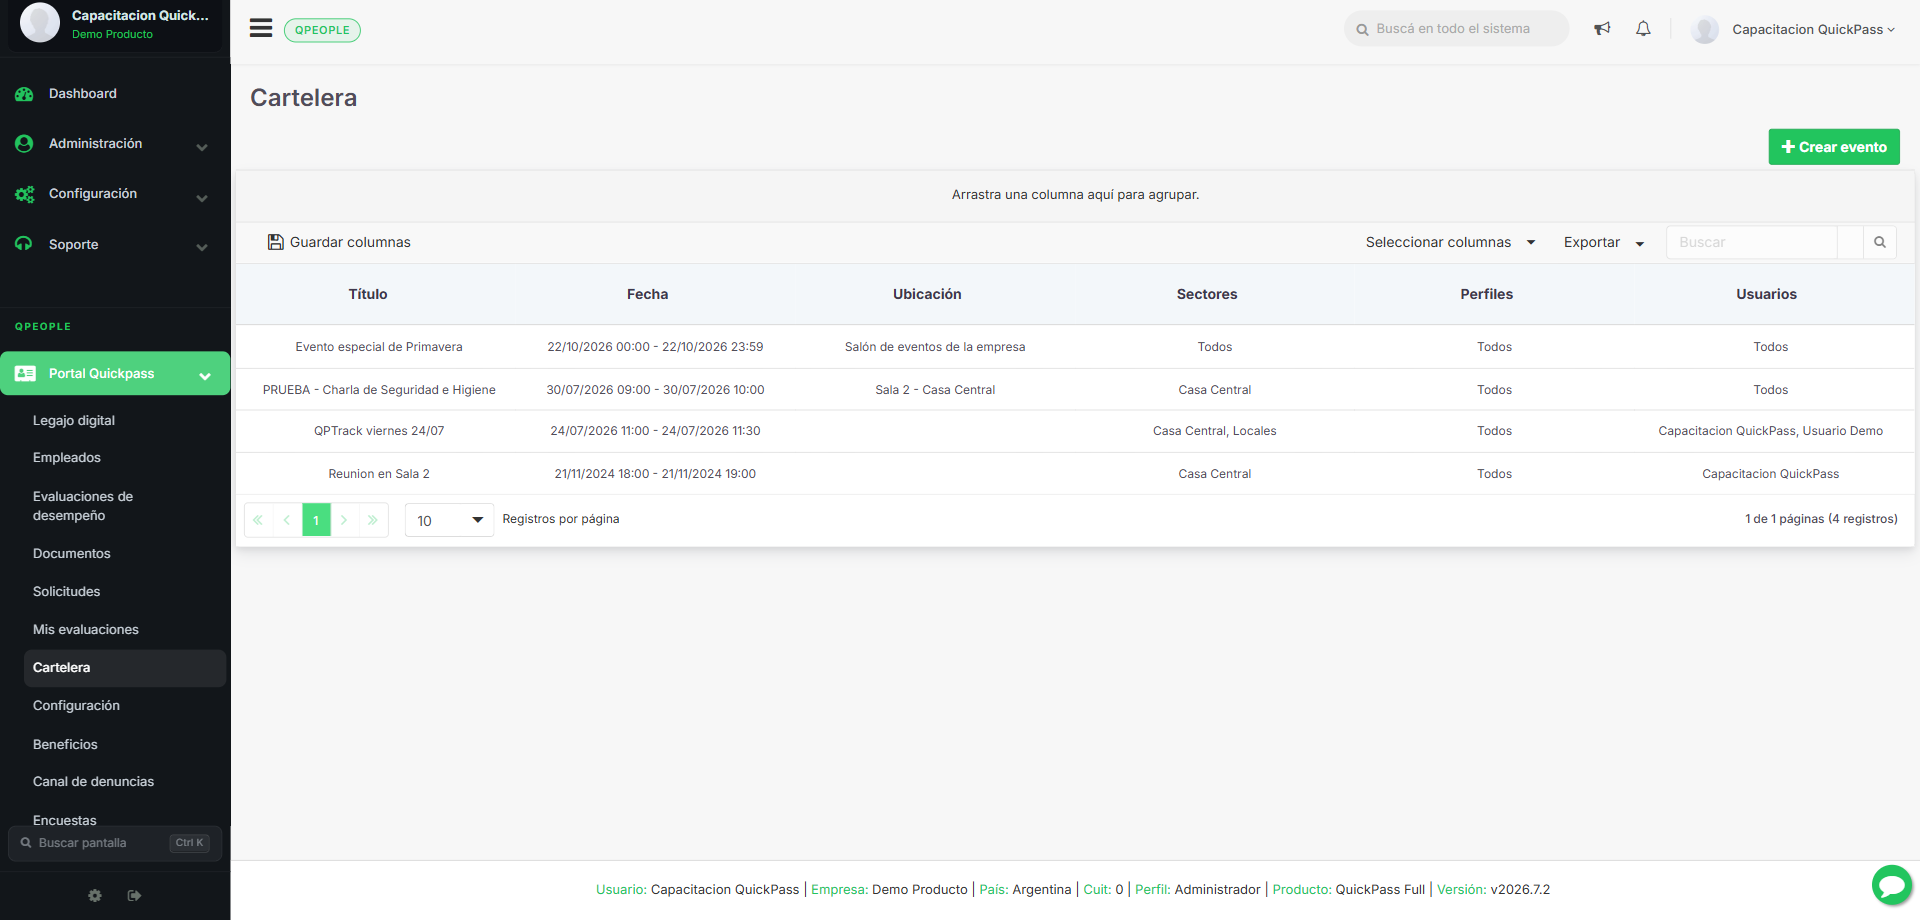 Capacitacion Quick...
Demo Producto
Dashboard
Administración
Configuración
Soporte
QPEOPLE
Portal Quickpass
Legajo digital
Empleados
Evaluaciones de
desempeño
Documentos
Solicitudes
Mis evaluaciones
Cartelera
Configuración
Beneficios
Canal de denuncias
Encuestas
Buscar pantalla Ctrl K
QPEOPLE
Buscá en todo el sistema
Capacitacion QuickPass
Cartelera
Crear evento
Arrastra una columna aquí para agrupar.
Guardar columnas Seleccionar columnas Exportar Buscar
Título Fecha Ubicación Sectores Perfiles Usuarios
Evento especial de Primavera 22/10/2026 00:00 - 22/10/2026 23:59 Salón de eventos de la empresa Todos Todos Todos
PRUEBA - Charla de Seguridad e Higiene 30/07/2026 09:00 - 30/07/2026 10:00 Sala 2 - Casa Central Casa Central Todos Todos
QPTrack viernes 24/07 24/07/2026 11:00 - 24/07/2026 11:30 Casa Central, Locales Todos Capacitacion QuickPass, Usuario Demo
Reunion en Sala 2 21/11/2024 18:00 - 21/11/2024 19:00 Casa Central Todos Capacitacion QuickPass
1 10 Registros por página 1 de 1 páginas (4 registros)
Usuario: Capacitacion QuickPass | Empresa: Demo Producto | País: Argentina | Cuit: 0 | Perfil: Administrador | Producto: QuickPass Full | Versión: v2026.7.2